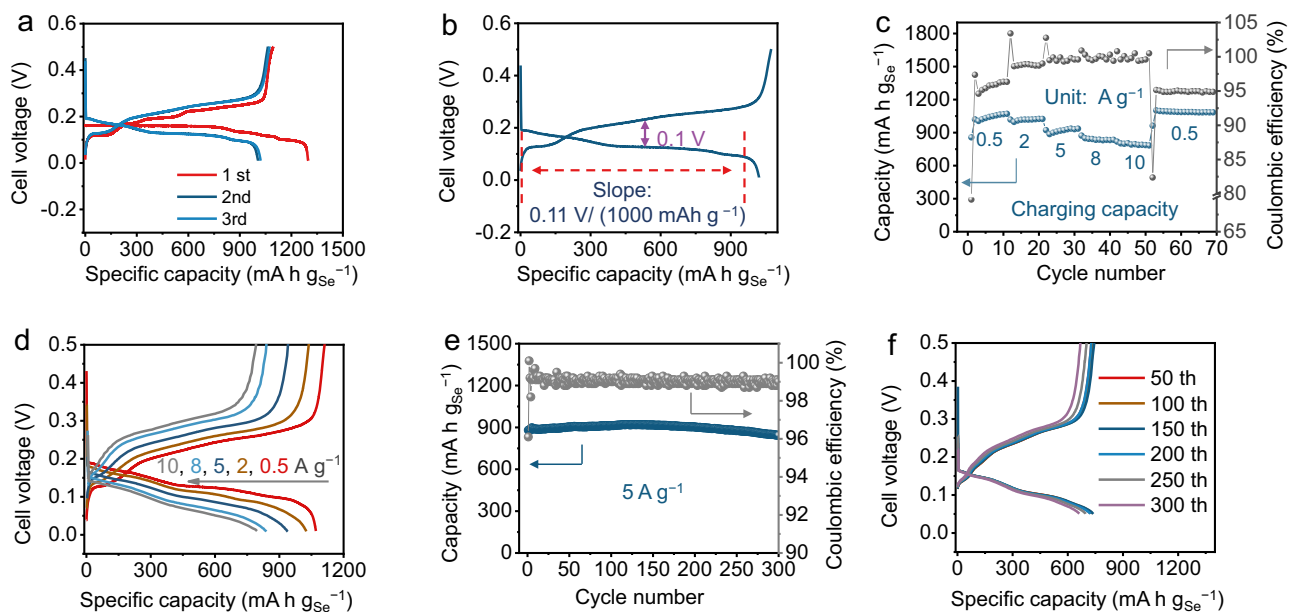 a
Cell voltage (V)
0.6
0.4
0.2
0.0
−0.2
0 300 600 900 1200 1500
Specific capacity (mA h gSe⁻¹)
1 st
2nd
3rd
b
Cell voltage (V)
0.6
0.4
0.2
0.0
−0.2
0 300 600 900
Specific capacity (mA h gSe⁻¹)
0.1 V
Slope:
0.11 V/ (1000 mAh g⁻¹)
c
Capacity (mA h gSe⁻¹)
1800
1500
1200
900
600
300
0
105
100
95
90
85
80
65
Coulombic efficiency (%)
Unit: A g⁻¹
0.5 2 5 8 10 0.5
Charging capacity
0 10 20 30 40 50 60 70
Cycle number
d
Cell voltage (V)
0.5
0.4
0.3
0.2
0.1
0.0
10, 8, 5, 2, 0.5 A g⁻¹
0 300 600 900 1200
Specific capacity (mA h gSe⁻¹)
e
Capacity (mA h gSe⁻¹)
1500
1200
900
600
300
0
100
98
96
94
92
90
Coulombic efficiency (%)
5 A g⁻¹
0 50 100 150 200 250 300
Cycle number
f
Cell voltage (V)
0.5
0.4
0.3
0.2
0.1
0.0
50 th
100 th
150 th
200 th
250 th
300 th
0 300 600 900 1200
Specific capacity (mA h gSe⁻¹)